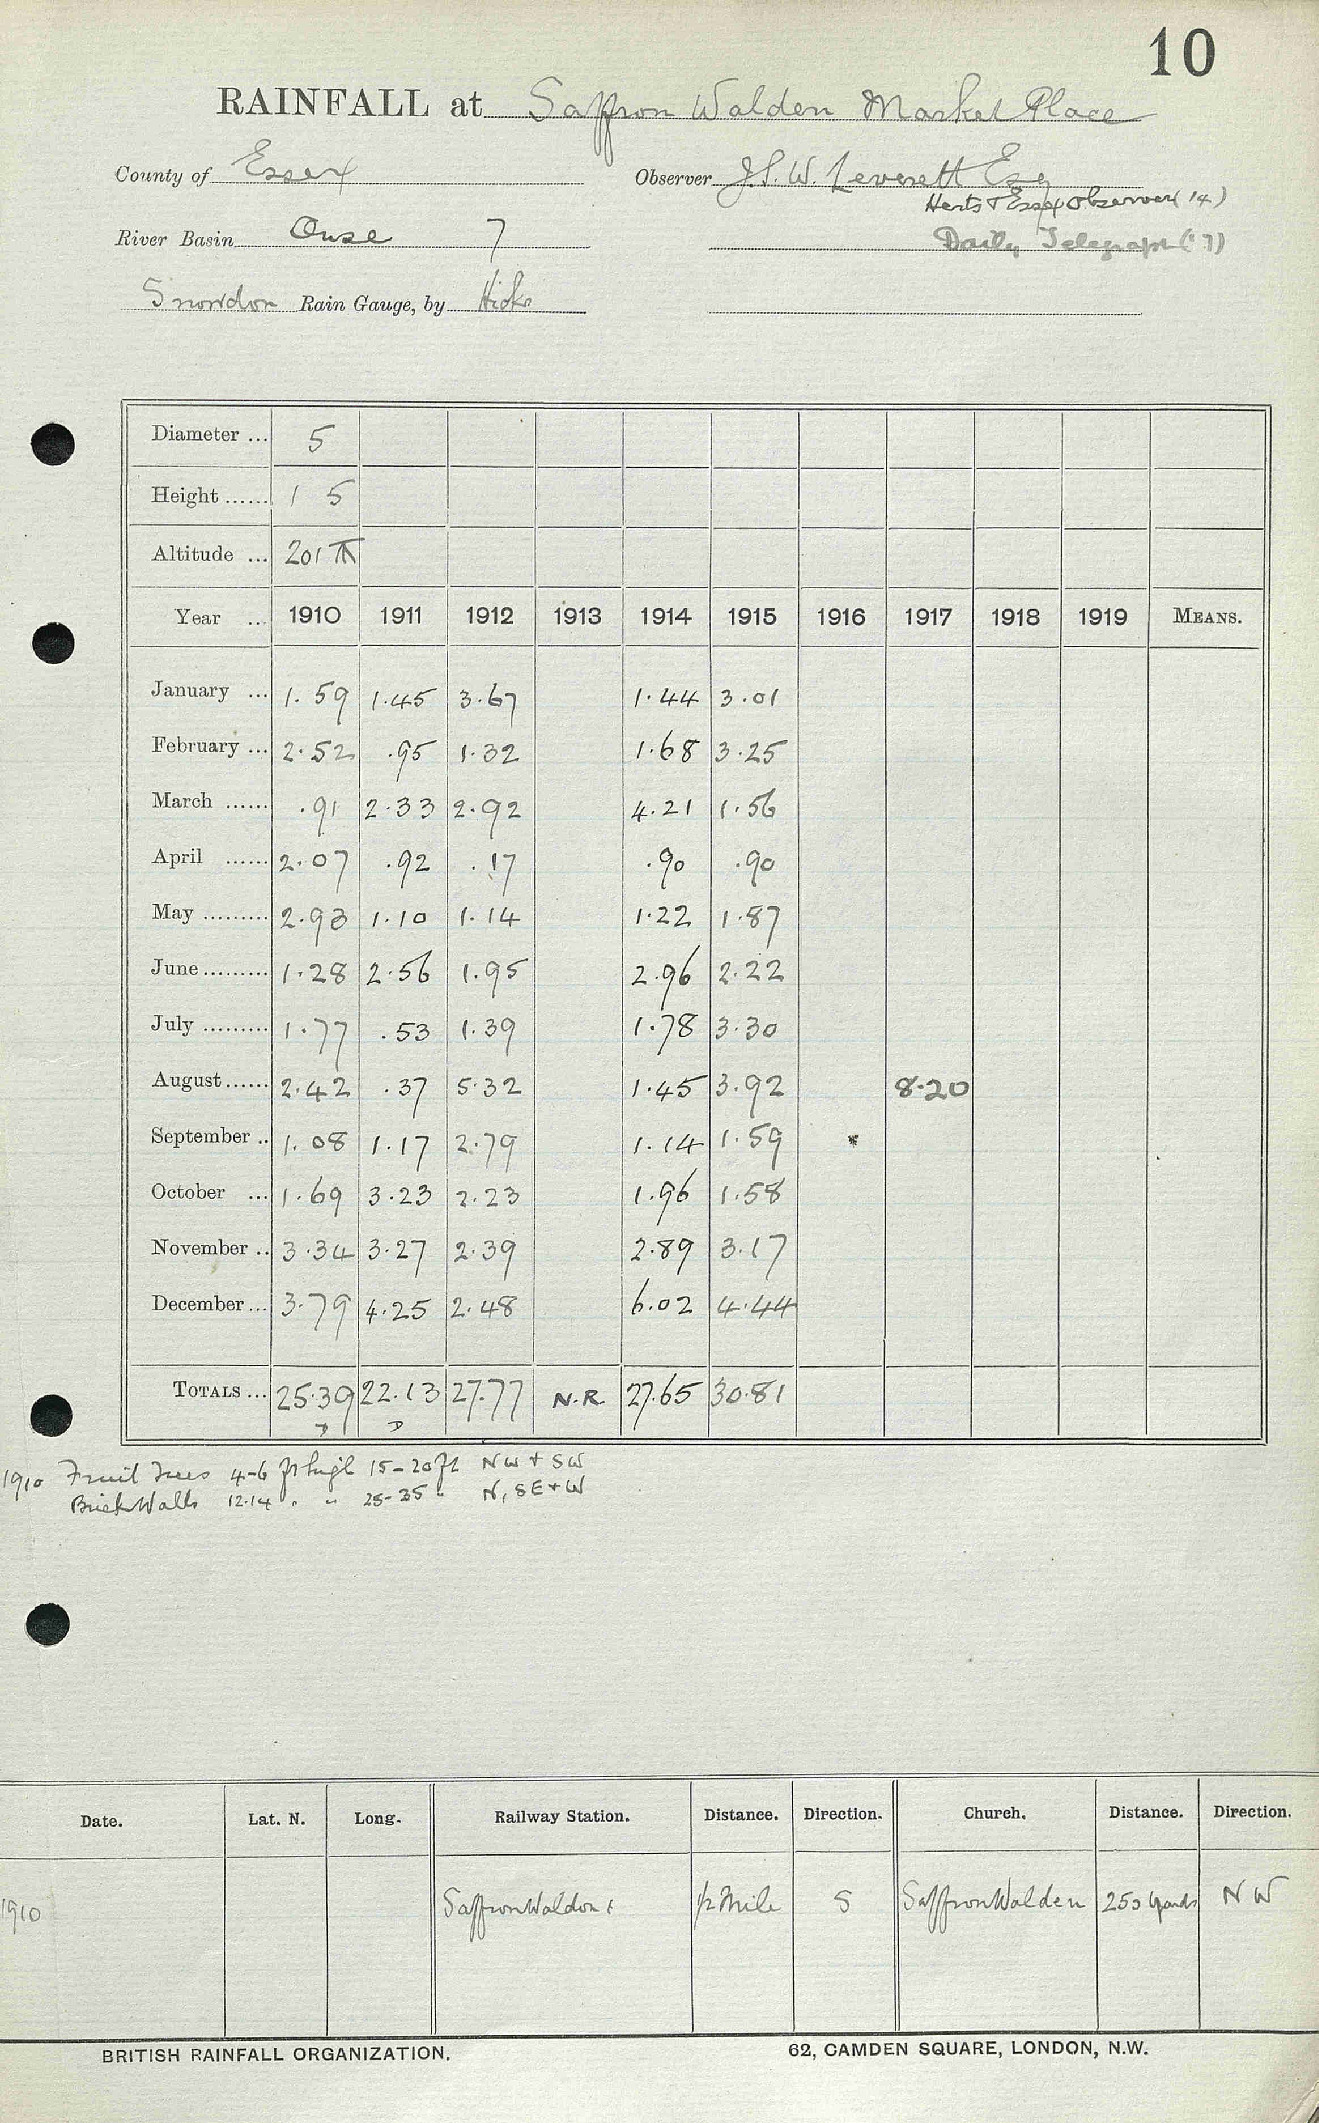 10
RAINFALL at Saffron Walden Market Place
County of Essex Observer J.S.W. Leverett Esq
Herts & Essex Observer (14)
River Basin Ouse 7 Daily Telegraph ('7)
Snowdon Rain Gauge, by Hicks
Diameter ... 5
Height ...... 1 5
Altitude ... 201
Year ... 1910 1911 1912 1913 1914 1915 1916 1917 1918 1919 MEANS.
January ... 1.59 1.45 3.67 1.44 3.01
February ... 2.52 .95 1.32 1.68 3.25
March ...... .91 2.33 2.92 4.21 1.56
April ...... 2.07 .92 .17 .90 .90
May ......... 2.93 1.10 1.14 1.22 1.87
June ......... 1.28 2.56 1.95 2.96 2.22
July ......... 1.77 .53 1.39 1.78 3.30
August ...... 2.42 .37 5.32 1.45 3.92 8.20
September .. 1.08 1.17 2.79 1.14 1.59
October ... 1.69 3.23 2.23 1.96 1.58
November .. 3.34 3.27 2.39 2.89 3.17
December ... 3.79 4.25 2.48 6.02 4.44
TOTALS ... 25.39 22.13 27.77 N.R. 27.65 30.81
D D
1910 Fruit Trees 4-6 ft high 15-20 ft NW + SW
Brick Walls 12.14 " " 25-35 " N, SE + W
Date. Lat. N. Long. Railway Station. Distance. Direction. Church. Distance. Direction.
1910 Saffron Waldon ½ Mile S Saffron Walden 250 yards NW
BRITISH RAINFALL ORGANIZATION. 62, CAMDEN SQUARE, LONDON, N.W.